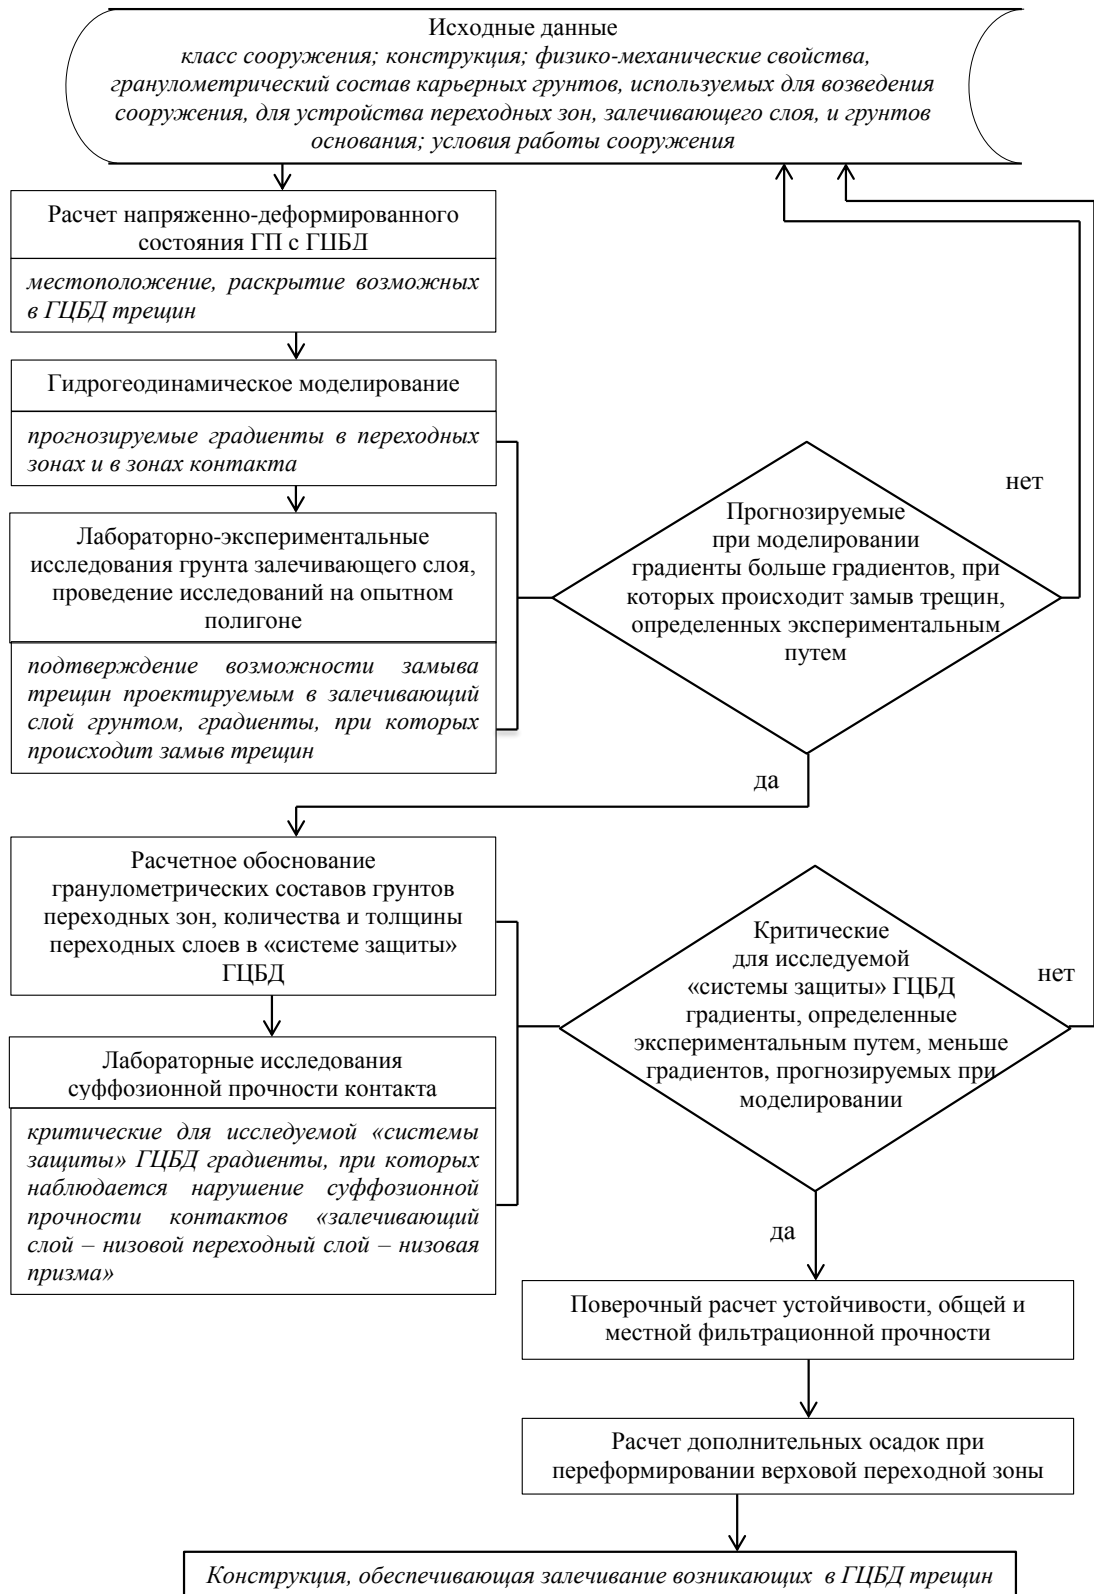 Исходные данные
класс сооружения; конструкция; физико-механические свойства,
гранулометрический состав карьерных грунтов, используемых для возведения
сооружения, для устройства переходных зон, залечивающего слоя, и грунтов
основания; условия работы сооружения
Расчет напряженно-деформированного
состояния ГП с ГЦБД
местоположение, раскрытие возможных
в ГЦБД трещин
Гидрогеодинамическое моделирование
прогнозируемые градиенты в переходных
зонах и в зонах контакта
Лабораторно-экспериментальные
исследования грунта залечивающего слоя,
проведение исследований на опытном
полигоне
подтверждение возможности замыва
трещин проектируемым в залечивающий
слой грунтом, градиенты, при которых
происходит замыв трещин
Прогнозируемые
при моделировании
градиенты больше градиентов, при
которых происходит замыв трещин,
определенных экспериментальным
путем
нет
да
Расчетное обоснование
гранулометрических составов грунтов
переходных зон, количества и толщины
переходных слоев в «системе защиты»
ГЦБД
Лабораторные исследования
суффозионной прочности контакта
критические для исследуемой «системы
защиты» ГЦБД градиенты, при которых
наблюдается нарушение суффозионной
прочности контактов «залечивающий
слой – низовой переходный слой – низовая
призма»
Критические
для исследуемой
«системы защиты» ГЦБД
градиенты, определенные
экспериментальным путем, меньше
градиентов, прогнозируемых при
моделировании
нет
да
Поверочный расчет устойчивости, общей и
местной фильтрационной прочности
Расчет дополнительных осадок при
переформировании верховой переходной зоны
Конструкция, обеспечивающая залечивание возникающих в ГЦБД трещин